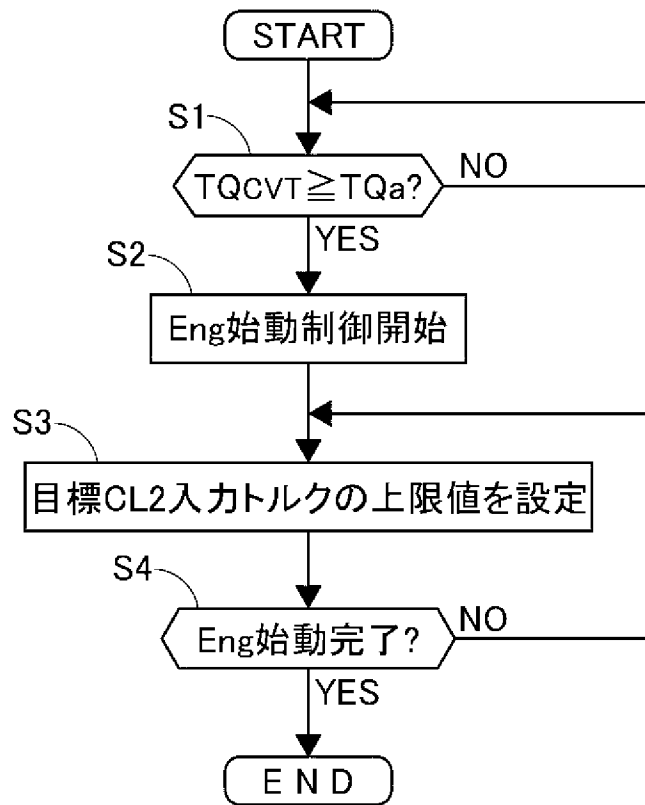 START
S1
TQCVT≧TQa?
NO
YES
S2
Eng始動制御開始
S3
目標CL2入力トルクの上限値を設定
S4
Eng始動完了?
NO
YES
E N D